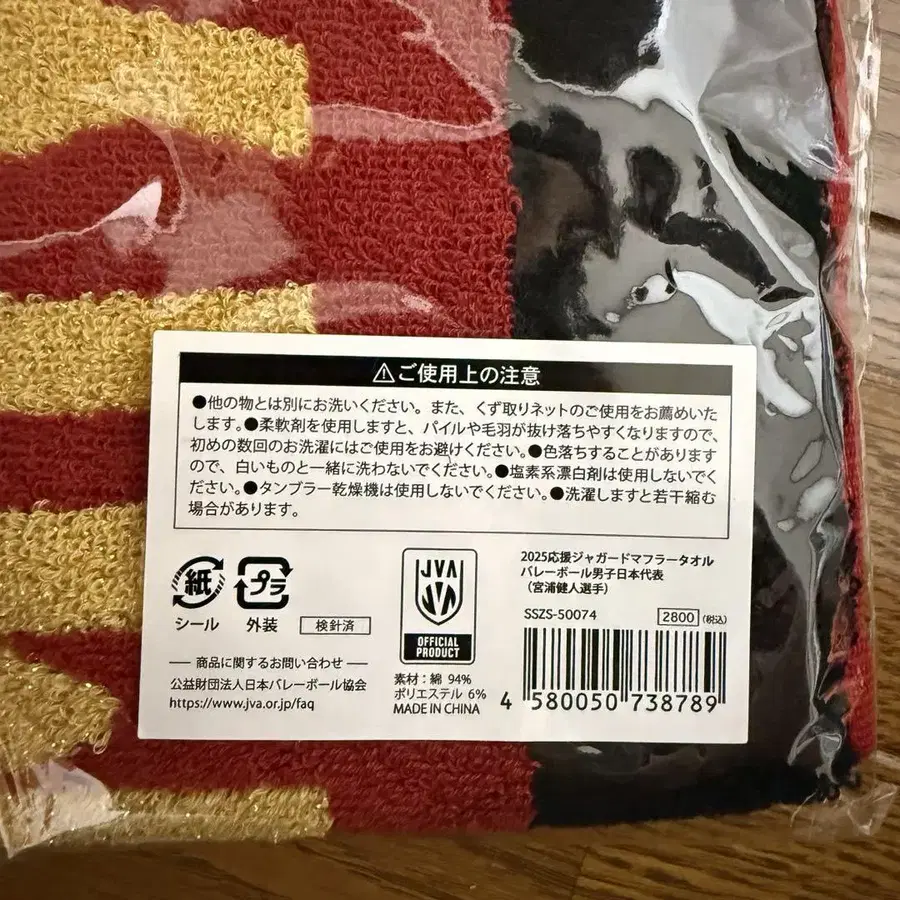 ⚠ご使用上の注意
●他の物とは別にお洗いください。また、くず取りネットのご使用をお薦めいた
します。●柔軟剤を使用しますと、パイルや毛羽が抜け落ちやすくなりますので、
初めの数回のお洗濯にはご使用をお避けください。●色落ちすることがあります
ので、白いものと一緒に洗わないでください。●塩素系漂白剤は使用しないでく
ださい。●タンブラー乾燥機は使用しないでください。●洗濯しますと若干縮む
場合があります。
紙
シール
プラ
外装
検針済
商品に関するお問い合わせ
公益財団法人日本バレーボール協会
https://www.jva.or.jp/faq
JVA
OFFICIAL
PRODUCT
素材：綿 94%
ポリエステル 6%
MADE IN CHINA
2025応援ジャガードマフラータオル
バレーボール男子日本代表
（宮浦健人選手）
SSZS-50074
2800 (税込)
4 580050 738789